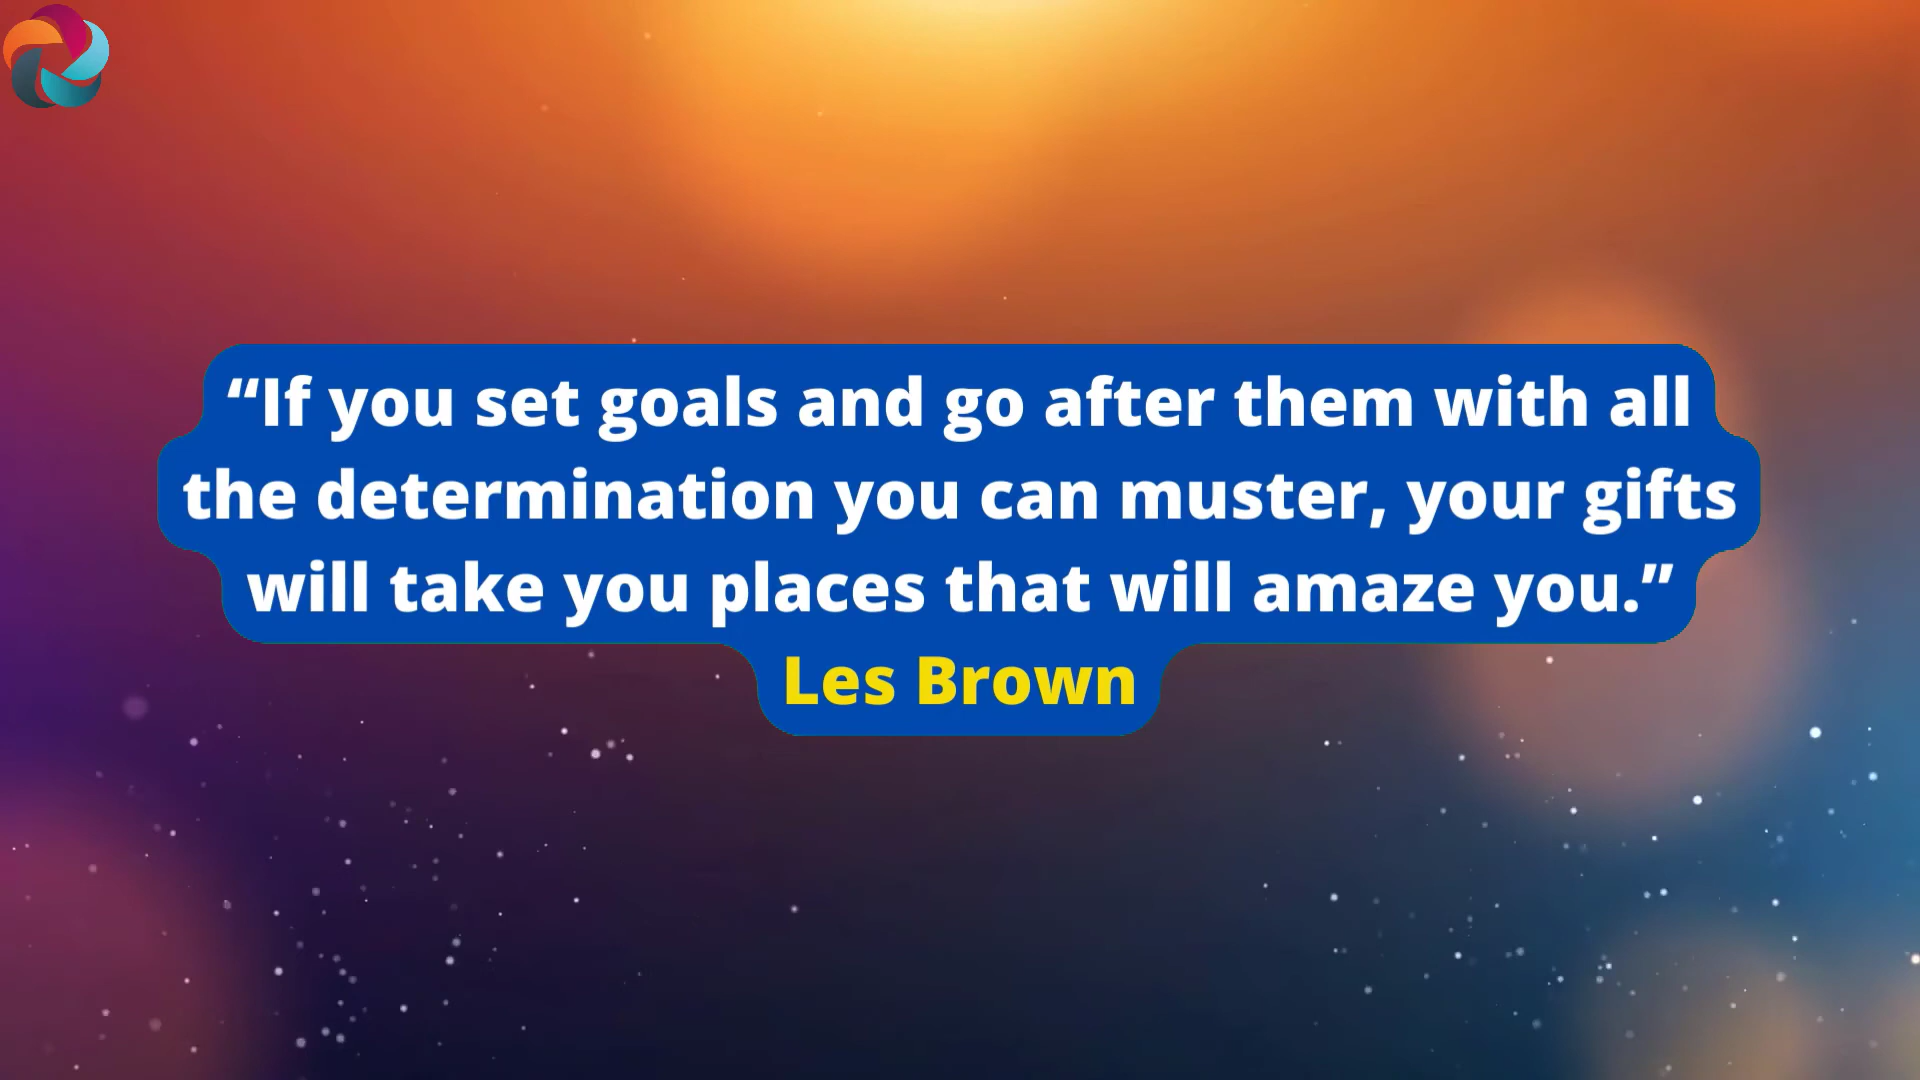 “If you set goals and go after them with all
the determination you can muster, your gifts
will take you places that will amaze you.”
Les Brown